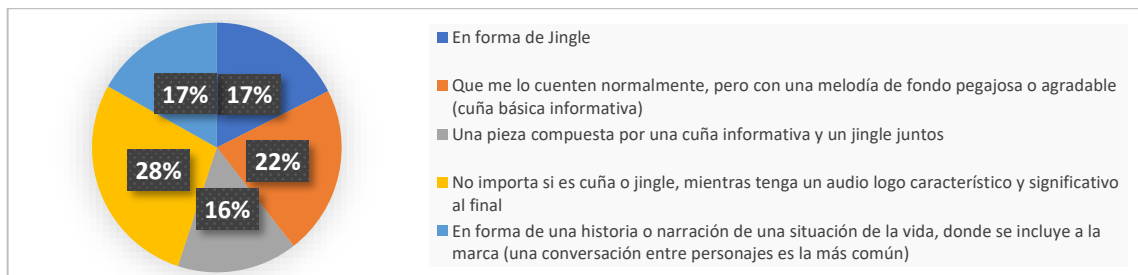 17%
17%
22%
16%
28%
En forma de Jingle
Que me lo cuenten normalmente, pero con una melodía de fondo pegajosa o agradable
(cuña básica informativa)
Una pieza compuesta por una cuña informativa y un jingle juntos
No importa si es cuña o jingle, mientras tenga un audio logo característico y significativo
al final
En forma de una historia o narración de una situación de la vida, donde se incluye a la
marca (una conversación entre personajes es la más común)